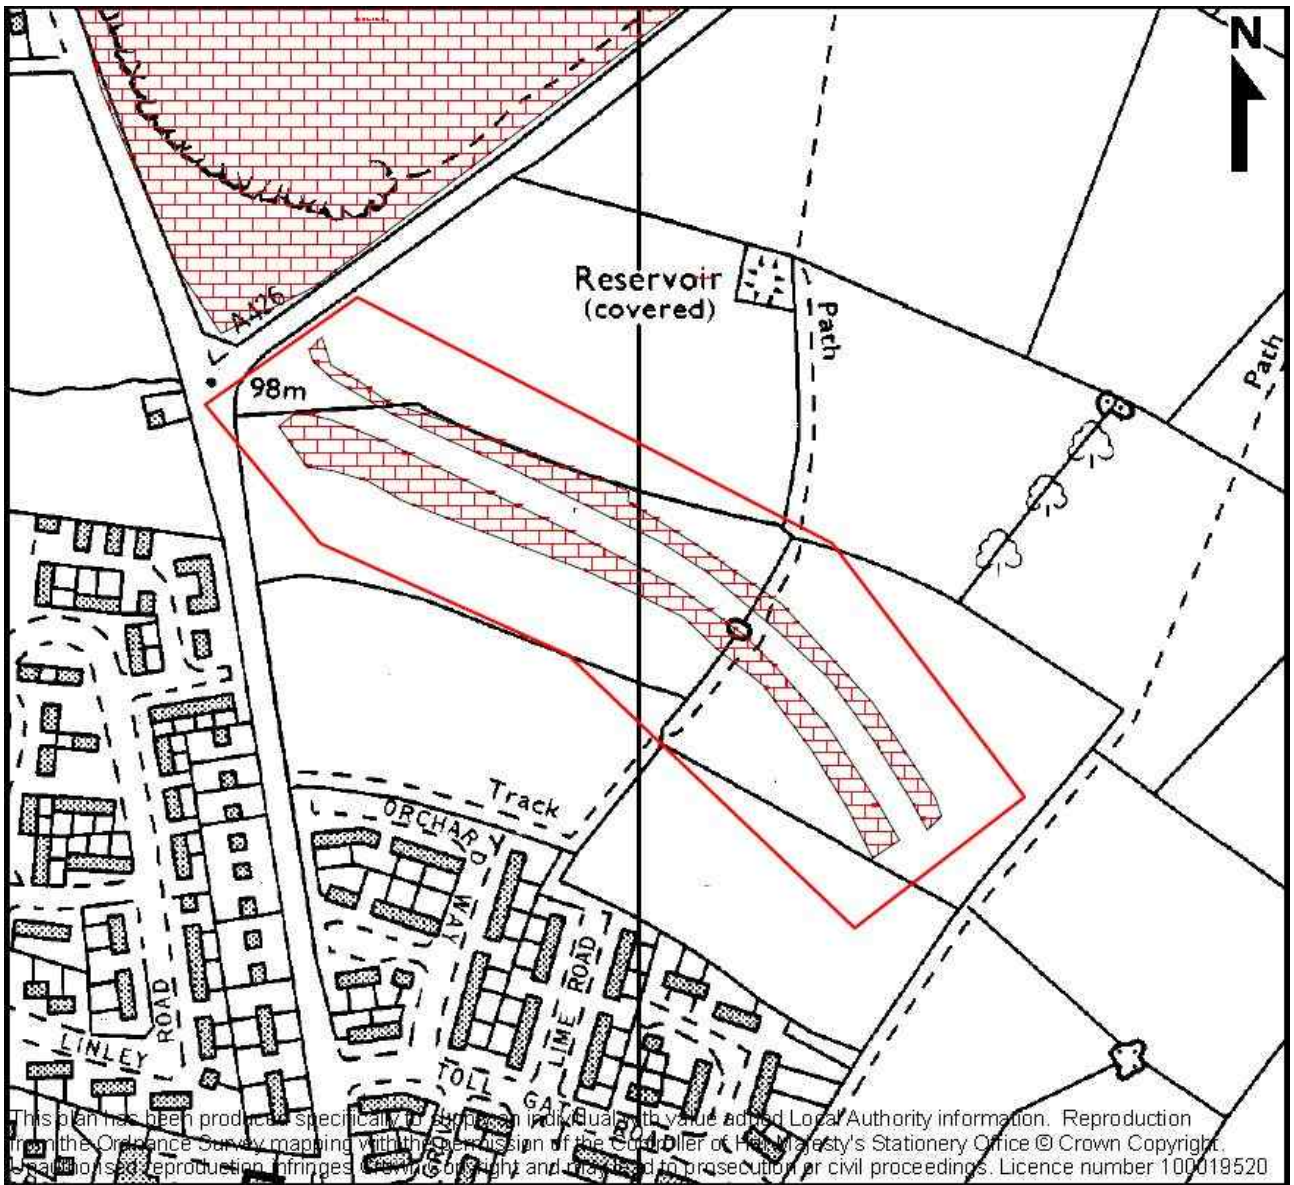 N
A426
Reservoir
(covered)
Path
Path
98m
Track
ORCHARD WAY
LIME ROAD
ROAD
LINLEY
TOLL
GA
This plan has been produced specifically to an individual with value added Local Authority information. Reproduction
from the Ordnance Survey mapping with the permission of the Controller of Her Majesty's Stationery Office © Crown Copyright.
Unauthorised reproduction infringes Crown Copyright and may lead to prosecution or civil proceedings. Licence number 100019520